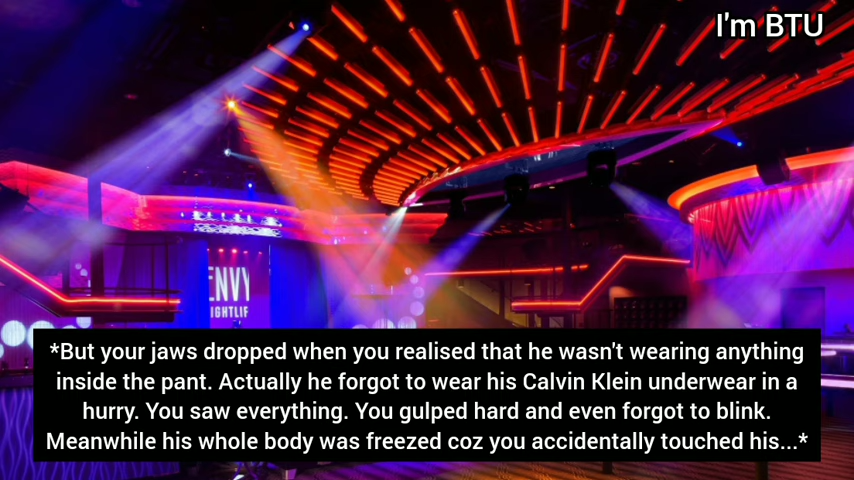 I'm BTU
ENVY
*But your jaws dropped when you realised that he wasn't wearing anything
inside the pant. Actually he forgot to wear his Calvin Klein underwear in a
hurry. You saw everything. You gulped hard and even forgot to blink.
Meanwhile his whole body was freezed coz you accidentally touched his...*